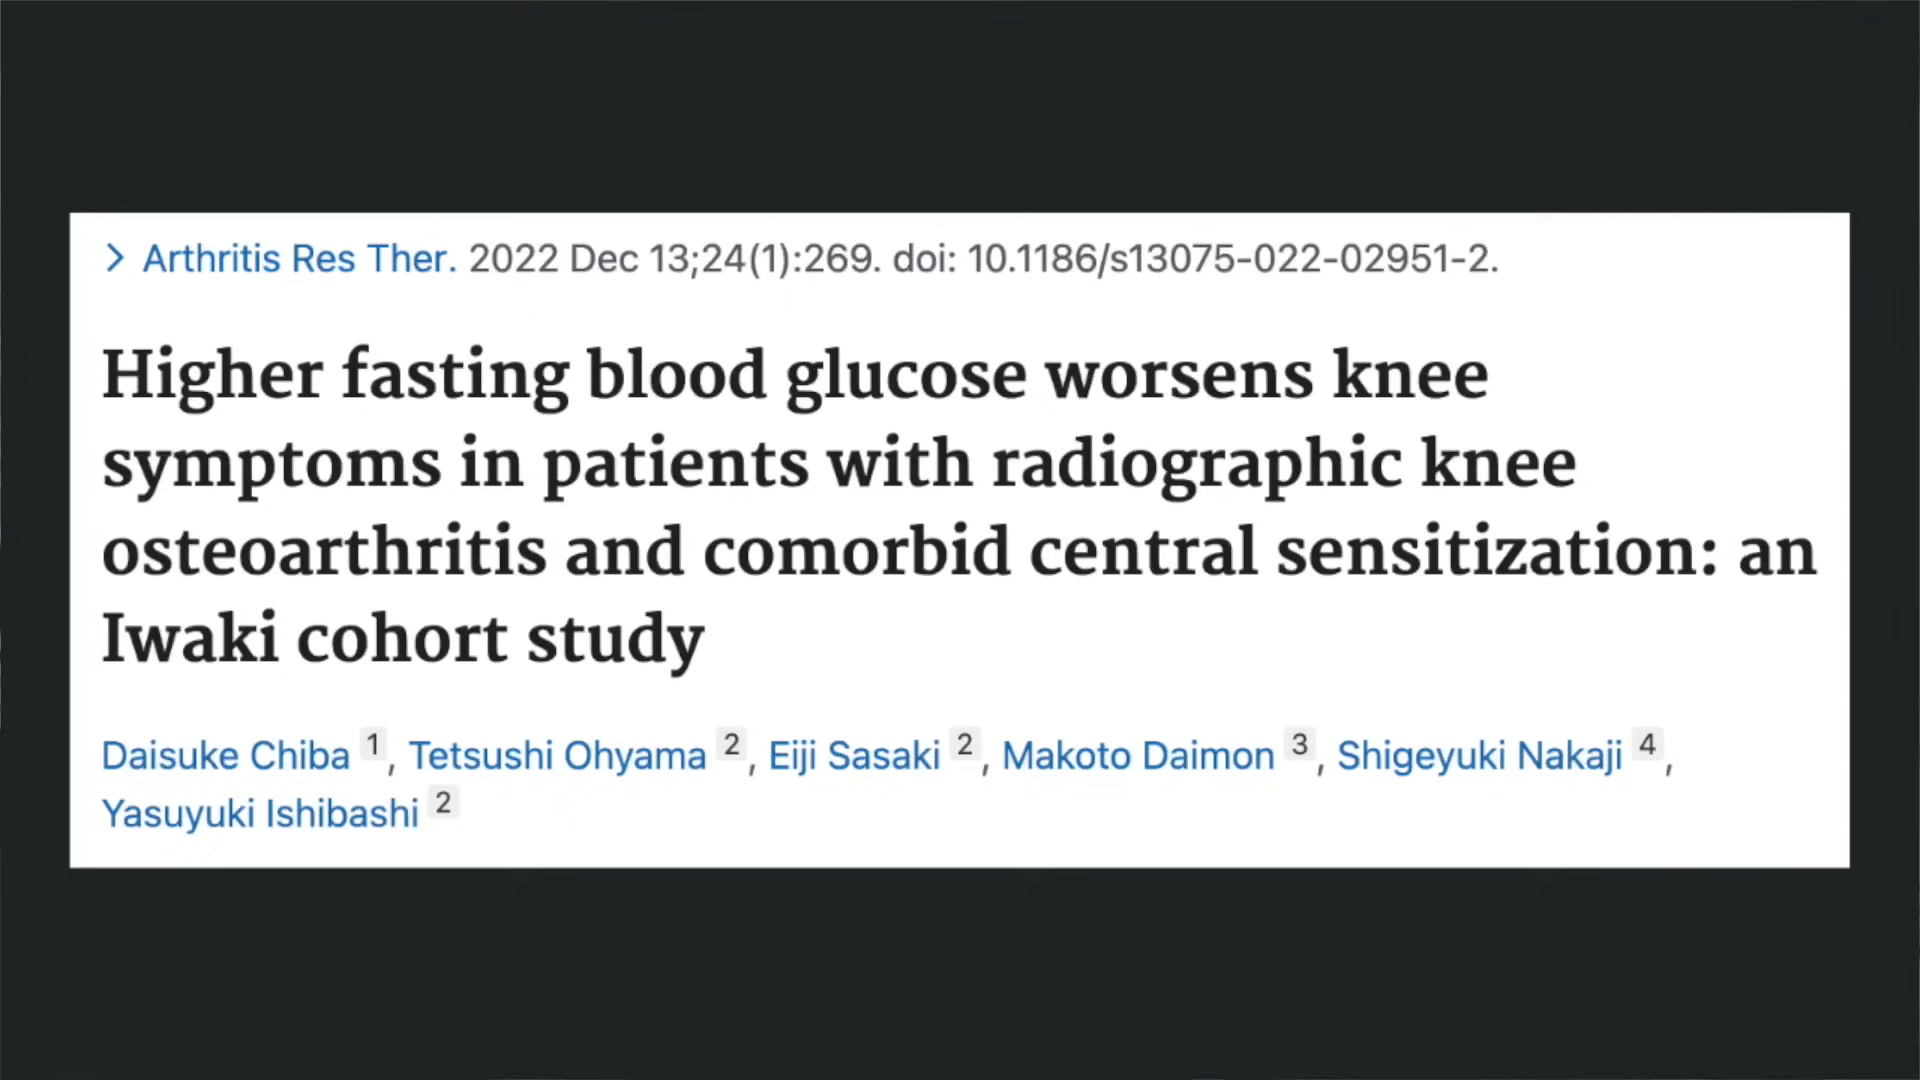 > Arthritis Res Ther. 2022 Dec 13;24(1):269. doi: 10.1186/s13075-022-02951-2.
Higher fasting blood glucose worsens knee
symptoms in patients with radiographic knee
osteoarthritis and comorbid central sensitization: an
Iwaki cohort study
Daisuke Chiba 1, Tetsushi Ohyama 2, Eiji Sasaki 2, Makoto Daimon 3, Shigeyuki Nakaji 4,
Yasuyuki Ishibashi 2